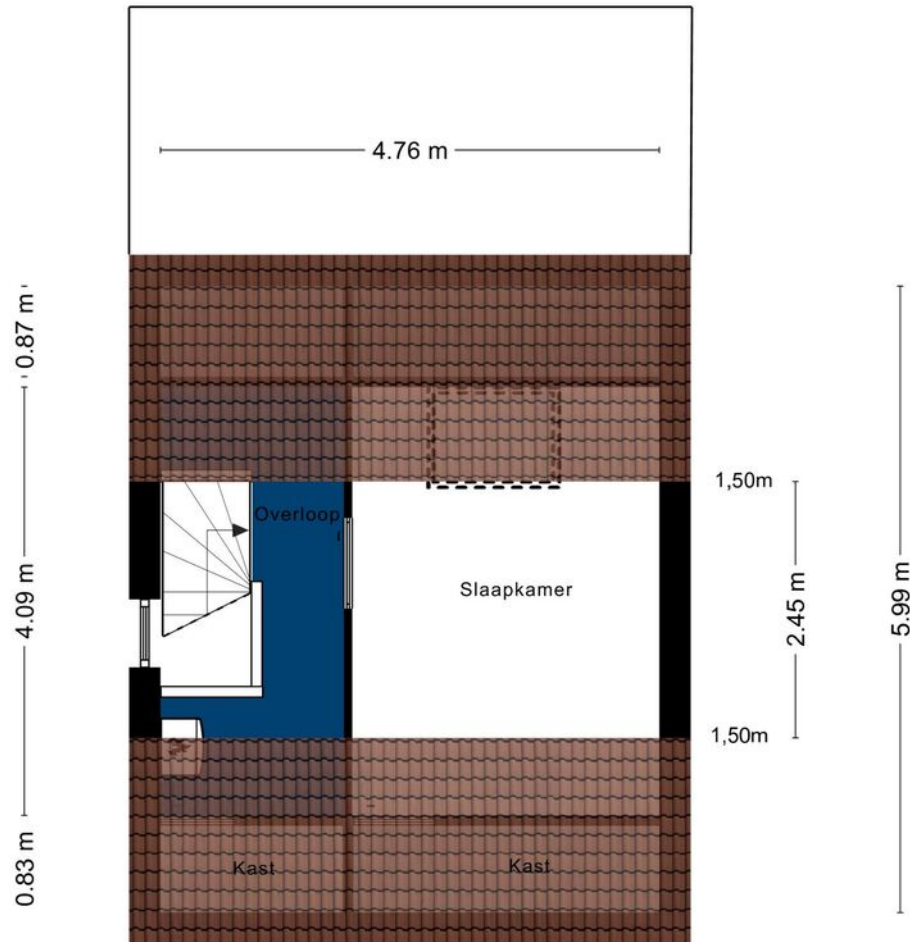 4.76 m
0.87 m
1,50m
Overloop
Slaapkamer
4.09 m
2.45 m
5.99 m
1,50m
0.83 m
Kast
Kast